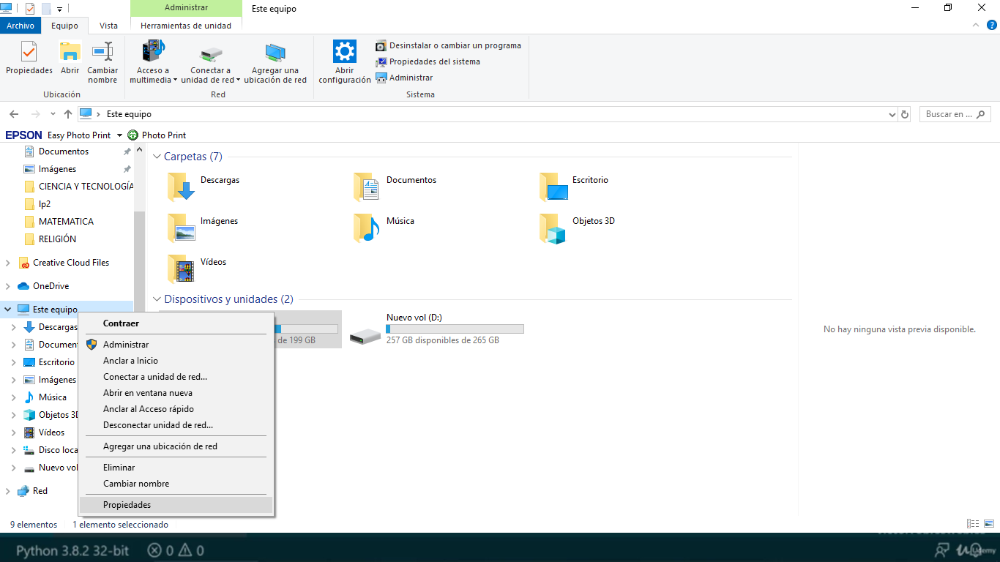 Administrar
Este equipo
Archivo
Equipo
Vista
Herramientas de unidad
Propiedades
Abrir
Cambiar nombre
Ubicación
Acceso a multimedia
Conectar a unidad de red
Agregar una ubicación de red
Red
Abrir configuración
Desinstalar o cambiar un programa
Propiedades del sistema
Administrar
Sistema
Este equipo
Buscar en ...
EPSON Easy Photo Print Photo Print
Documentos
Imágenes
CIENCIA Y TECNOLOGÍA
lp2
MATEMATICA
RELIGIÓN
Creative Cloud Files
OneDrive
Este equipo
Descargas
Documen
Escritorio
Imágenes
Música
Objetos 3D
Vídeos
Disco loca
Nuevo vol
Red
Contraer
Administrar
Anclar a Inicio
Conectar a unidad de red...
Abrir en ventana nueva
Anclar al Acceso rápido
Desconectar unidad de red...
Agregar una ubicación de red
Eliminar
Cambiar nombre
Propiedades
Carpetas (7)
Descargas
Documentos
Escritorio
Imágenes
Música
Objetos 3D
Vídeos
Dispositivos y unidades (2)
de 199 GB
Nuevo vol (D:)
257 GB disponibles de 265 GB
No hay ninguna vista previa disponible.
9 elementos
1 elemento seleccionado
Python 3.8.2 32-bit
0
0
Udemy